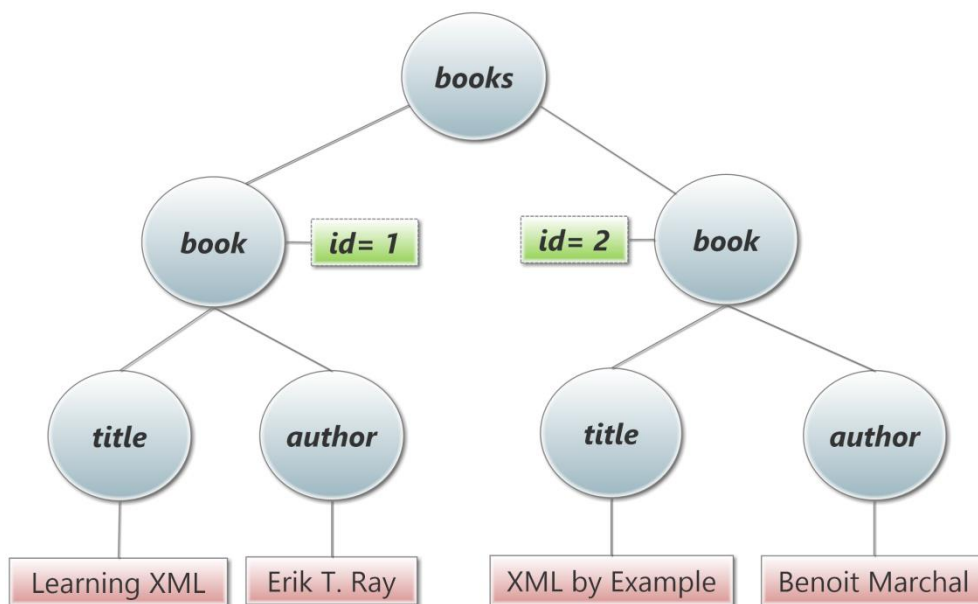 books
book
id= 1
id= 2
book
title
author
title
author
Learning XML
Erik T. Ray
XML by Example
Benoit Marchal